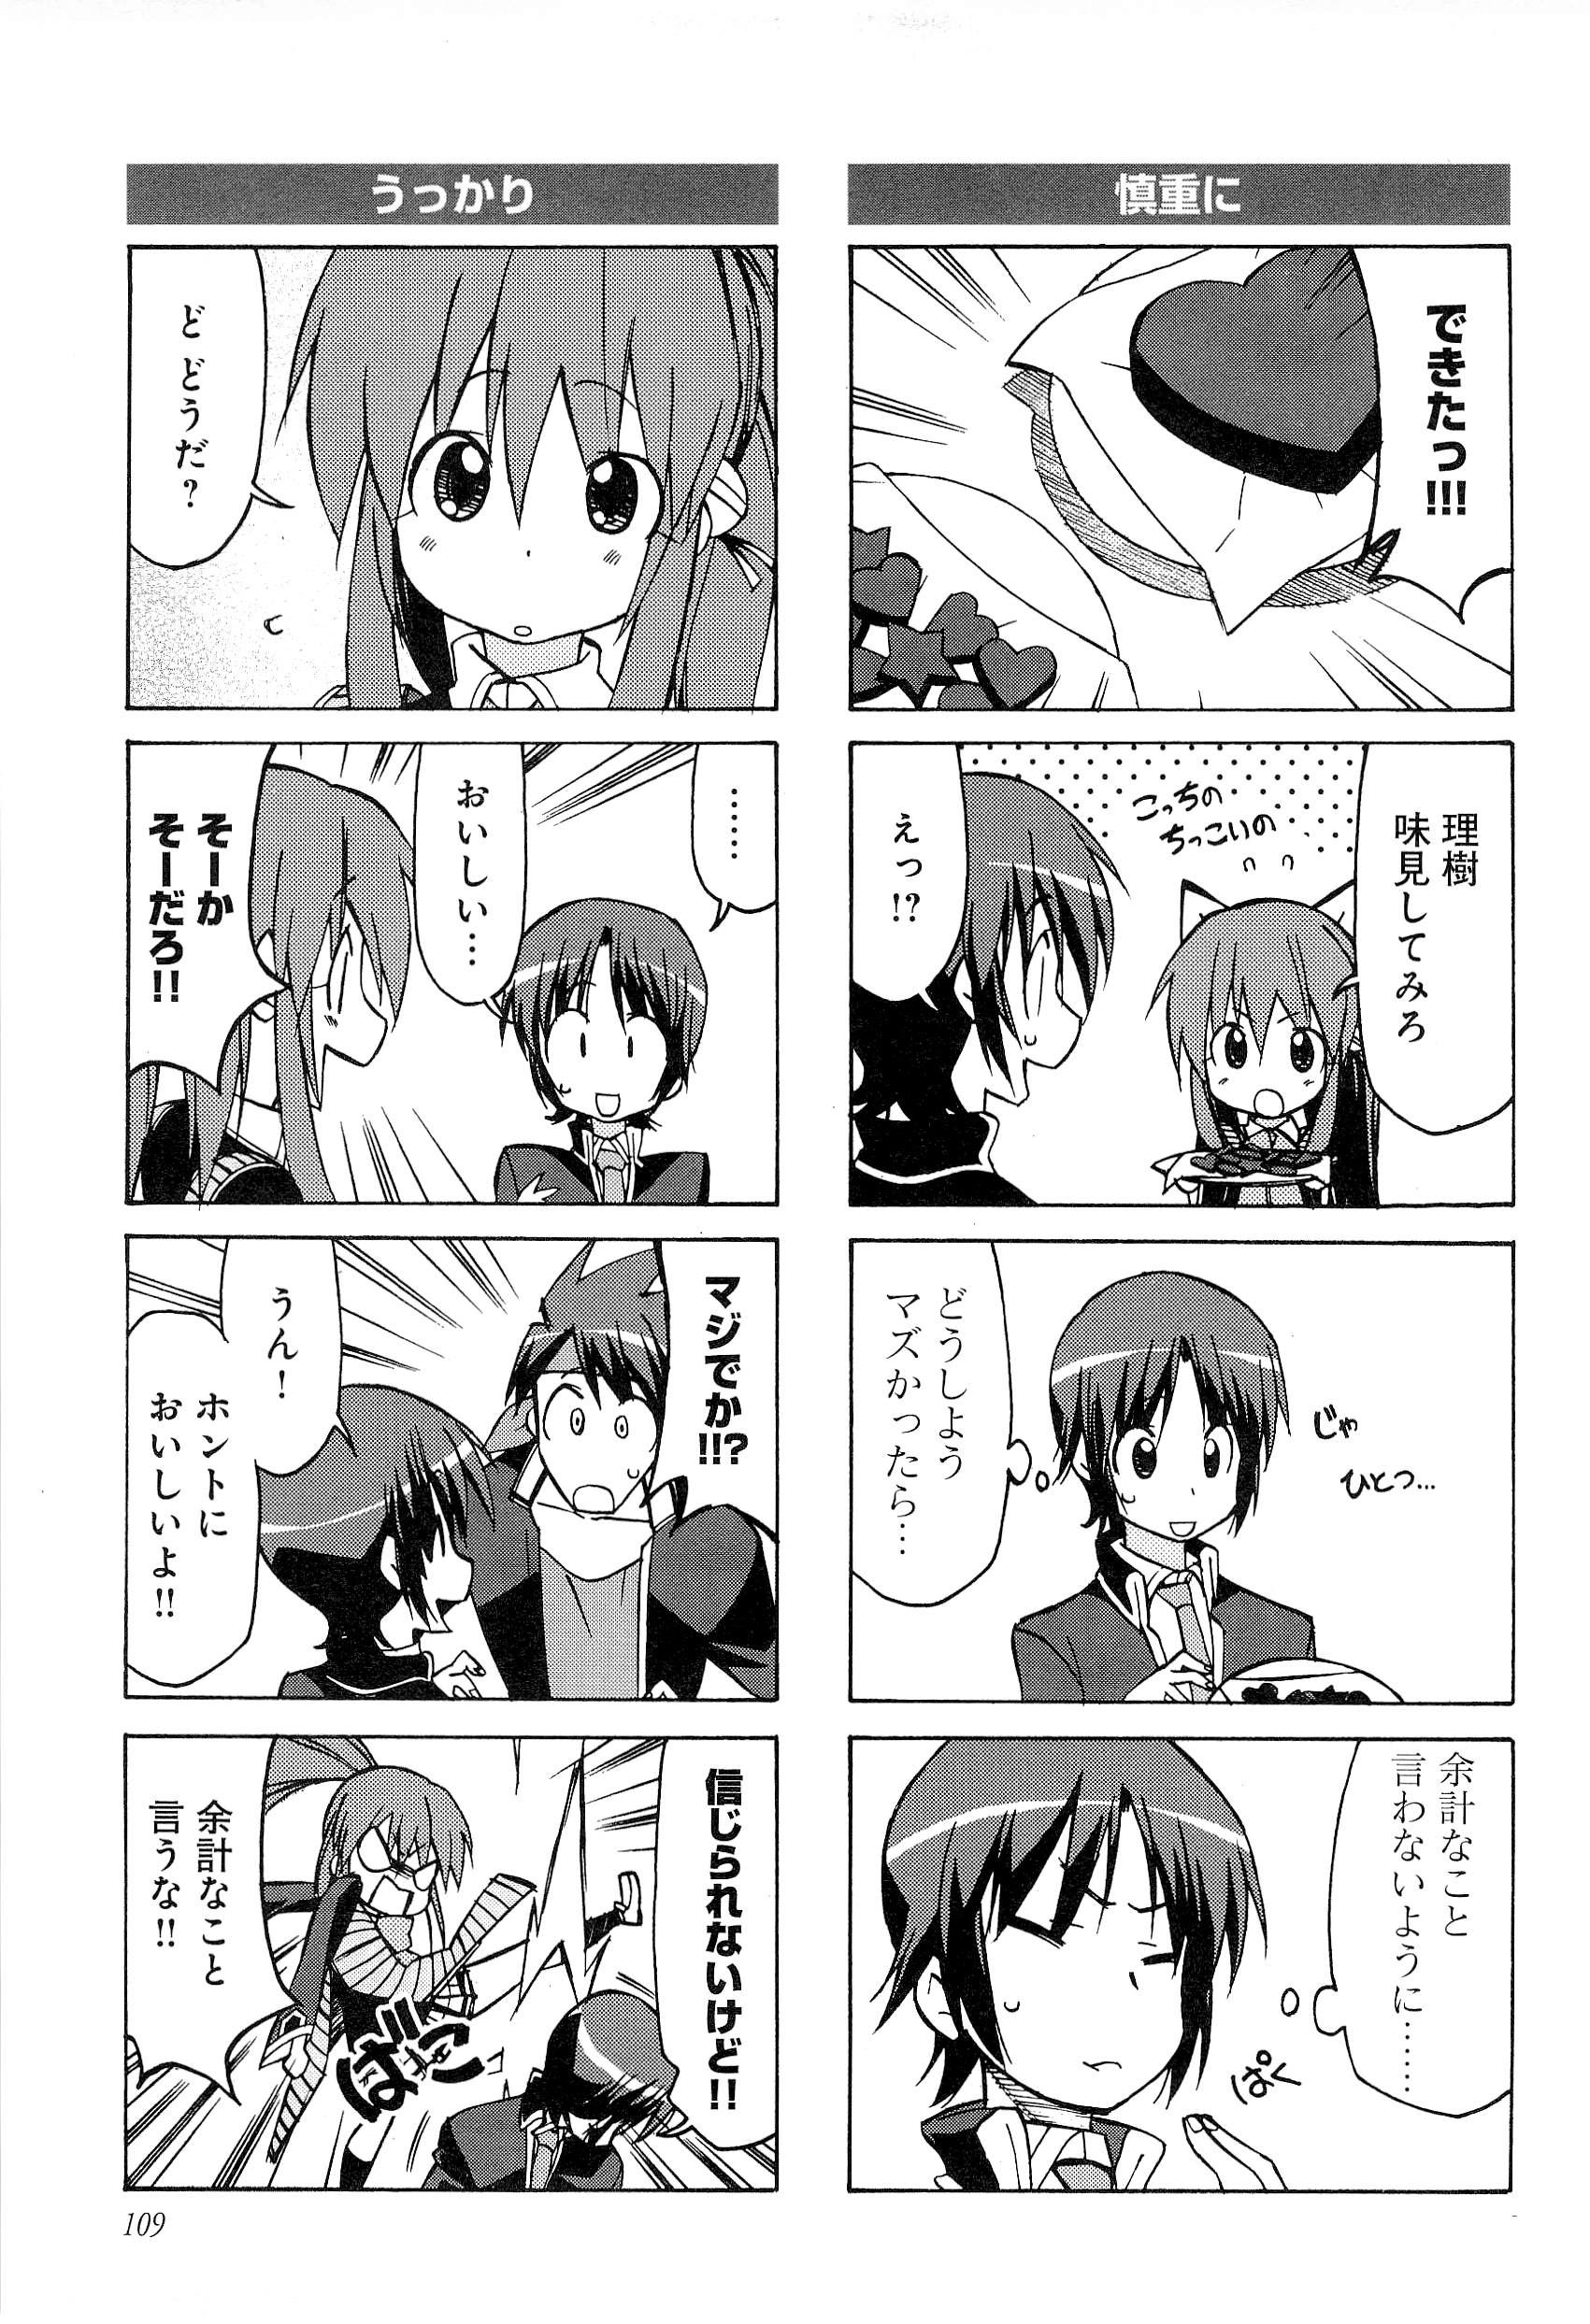 慎重に
できたっ!!!
理樹
味見してみろ
こっちの
ちっこいの
えっ!?
じゃ
ひとつ…
どうしよう
マズかったら…
余計なこと
言わないように……
ぱく
うっかり
ど どうだ?
……
おいしい…
そーか
そーだろ!!
マジでか!!?
うん!
ホントに
おいしいよ!!
信じられないけど!!
ばこ
余計なこと
言うな!!
109